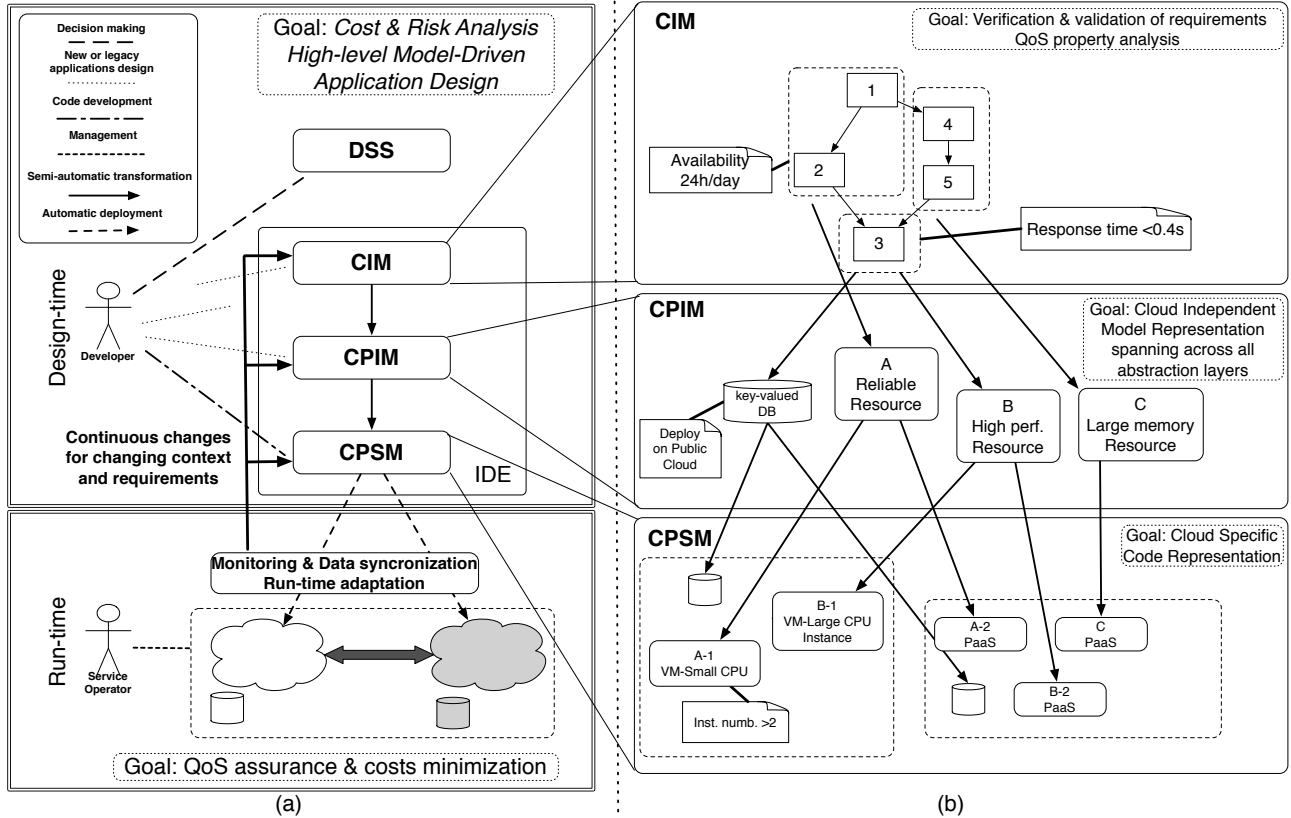 Decision making
New or legacy
applications design
Code development
Management
Semi-automatic transformation
Automatic deployment
Goal: Cost & Risk Analysis
High-level Model-Driven
Application Design
DSS
CIM
CPIM
CPSM
IDE
Design-time
Developer
Continuous changes
for changing context
and requirements
Run-time
Monitoring & Data syncronization
Run-time adaptation
Service
Operator
Goal: QoS assurance & costs minimization
(a)
CIM
Goal: Verification & validation of requirements
QoS property analysis
1
4
2
5
3
Availability
24h/day
Response time <0.4s
CPIM
Goal: Cloud Independent
Model Representation
spanning across all
abstraction layers
key-valued
DB
Deploy
on Public
Cloud
A
Reliable
Resource
B
High perf.
Resource
C
Large memory
Resource
CPSM
Goal: Cloud Specific
Code Representation
B-1
VM-Large CPU
Instance
A-1
VM-Small CPU
Inst. numb. >2
A-2
PaaS
C
PaaS
B-2
PaaS
(b)